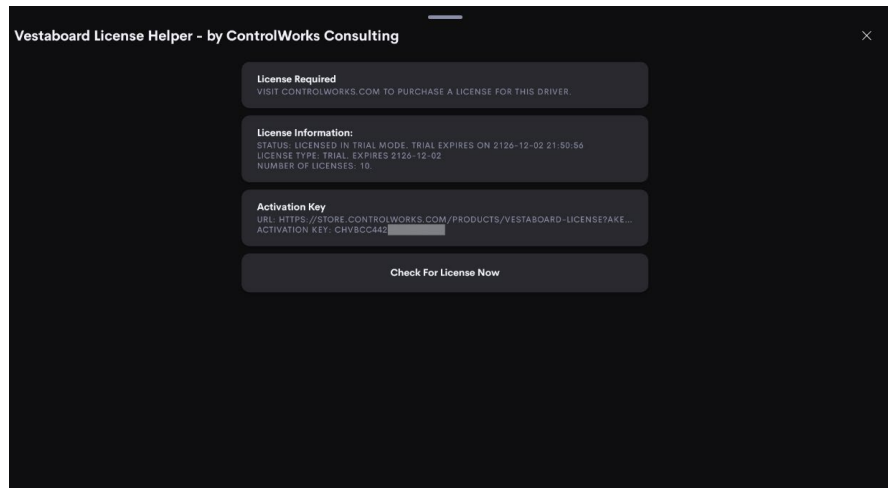 Vestaboard License Helper - by ControlWorks Consulting
License Required
VISIT CONTROLWORKS.COM TO PURCHASE A LICENSE FOR THIS DRIVER.
License Information:
STATUS: LICENSED IN TRIAL MODE. TRIAL EXPIRES ON 2126-12-02 21:50:56
LICENSE TYPE: TRIAL. EXPIRES 2126-12-02
NUMBER OF LICENSES: 10.
Activation Key
URL: HTTPS://STORE.CONTROLWORKS.COM/PRODUCTS/VESTABOARD-LICENSE?AKE...
ACTIVATION KEY: CHVBCC442
Check For License Now